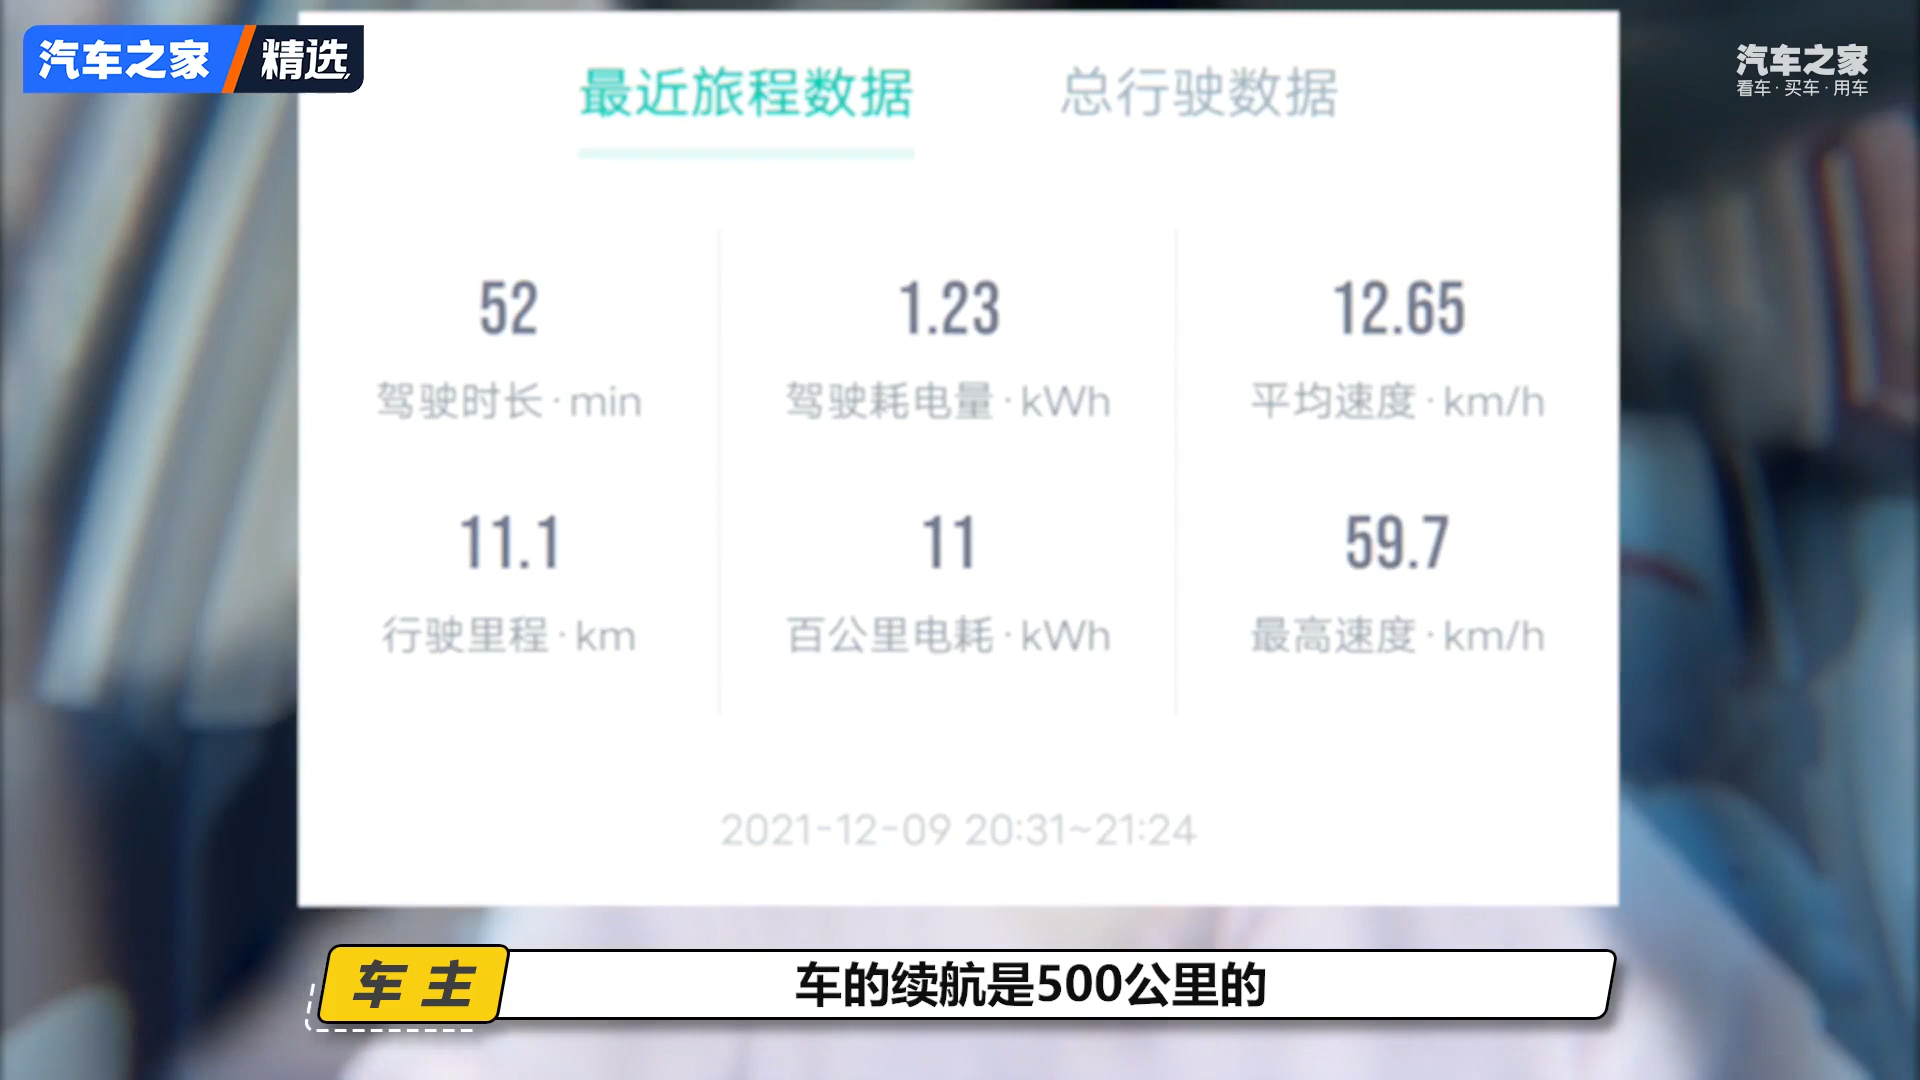 汽车之家 精选
汽车之家
看车·买车·用车
最近旅程数据 总行驶数据
52 1.23 12.65
驾驶时长·min 驾驶耗电量·kWh 平均速度·km/h
11.1 11 59.7
行驶里程·km 百公里电耗·kWh 最高速度·km/h
2021-12-09 20:31~21:24
车主 车的续航是500公里的